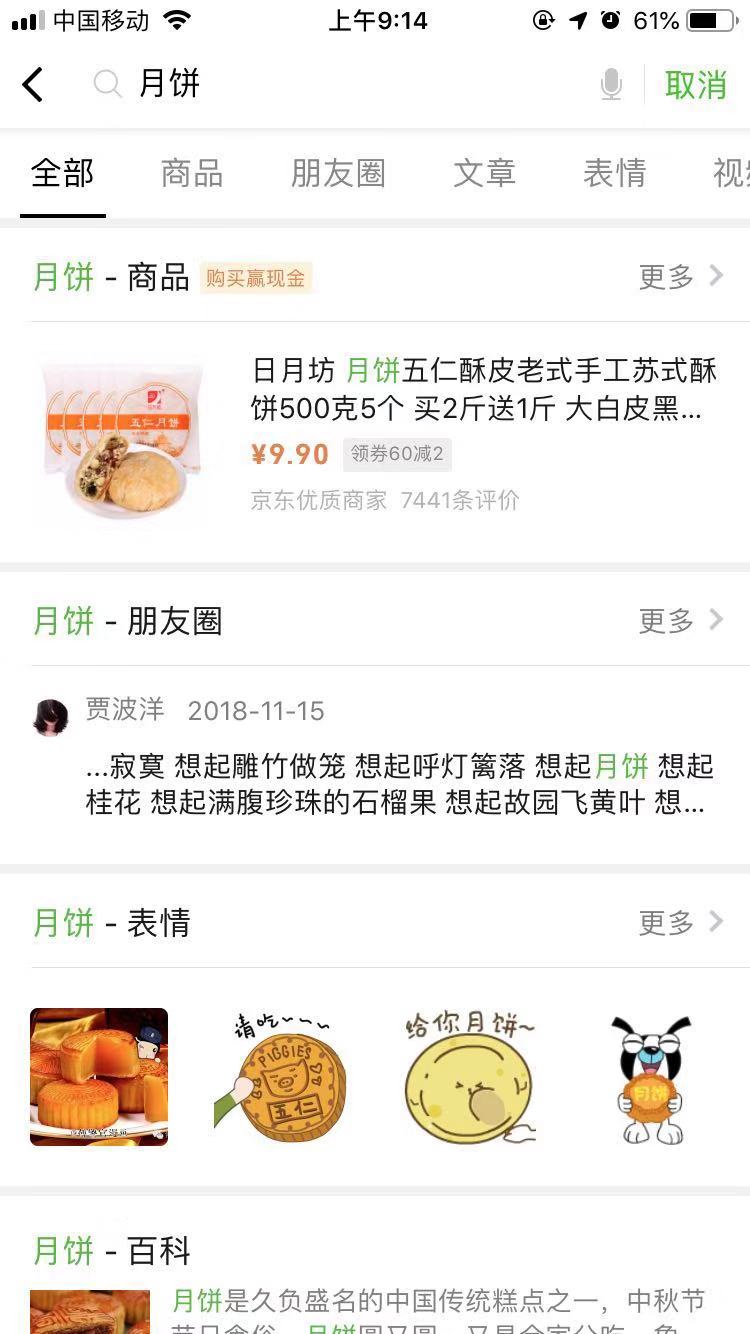 中国移动
上午9:14
61%
月饼
取消
全部
商品
朋友圈
文章
表情
月饼 - 商品
购买赢现金
更多
五仁月饼
日月坊 月饼五仁酥皮老式手工苏式酥
饼500克5个 买2斤送1斤 大白皮黑...
¥9.90
领券60减2
京东优质商家 7441条评价
月饼 - 朋友圈
更多
贾波洋 2018-11-15
...寂寞 想起雕竹做笼 想起呼灯篱落 想起月饼 想起
桂花 想起满腹珍珠的石榴果 想起故园飞黄叶 想...
月饼 - 表情
更多
请吃~~~
PIGGIES
五仁
给你月饼~
月饼
月饼 - 百科
月饼是久负盛名的中国传统糕点之一，中秋节